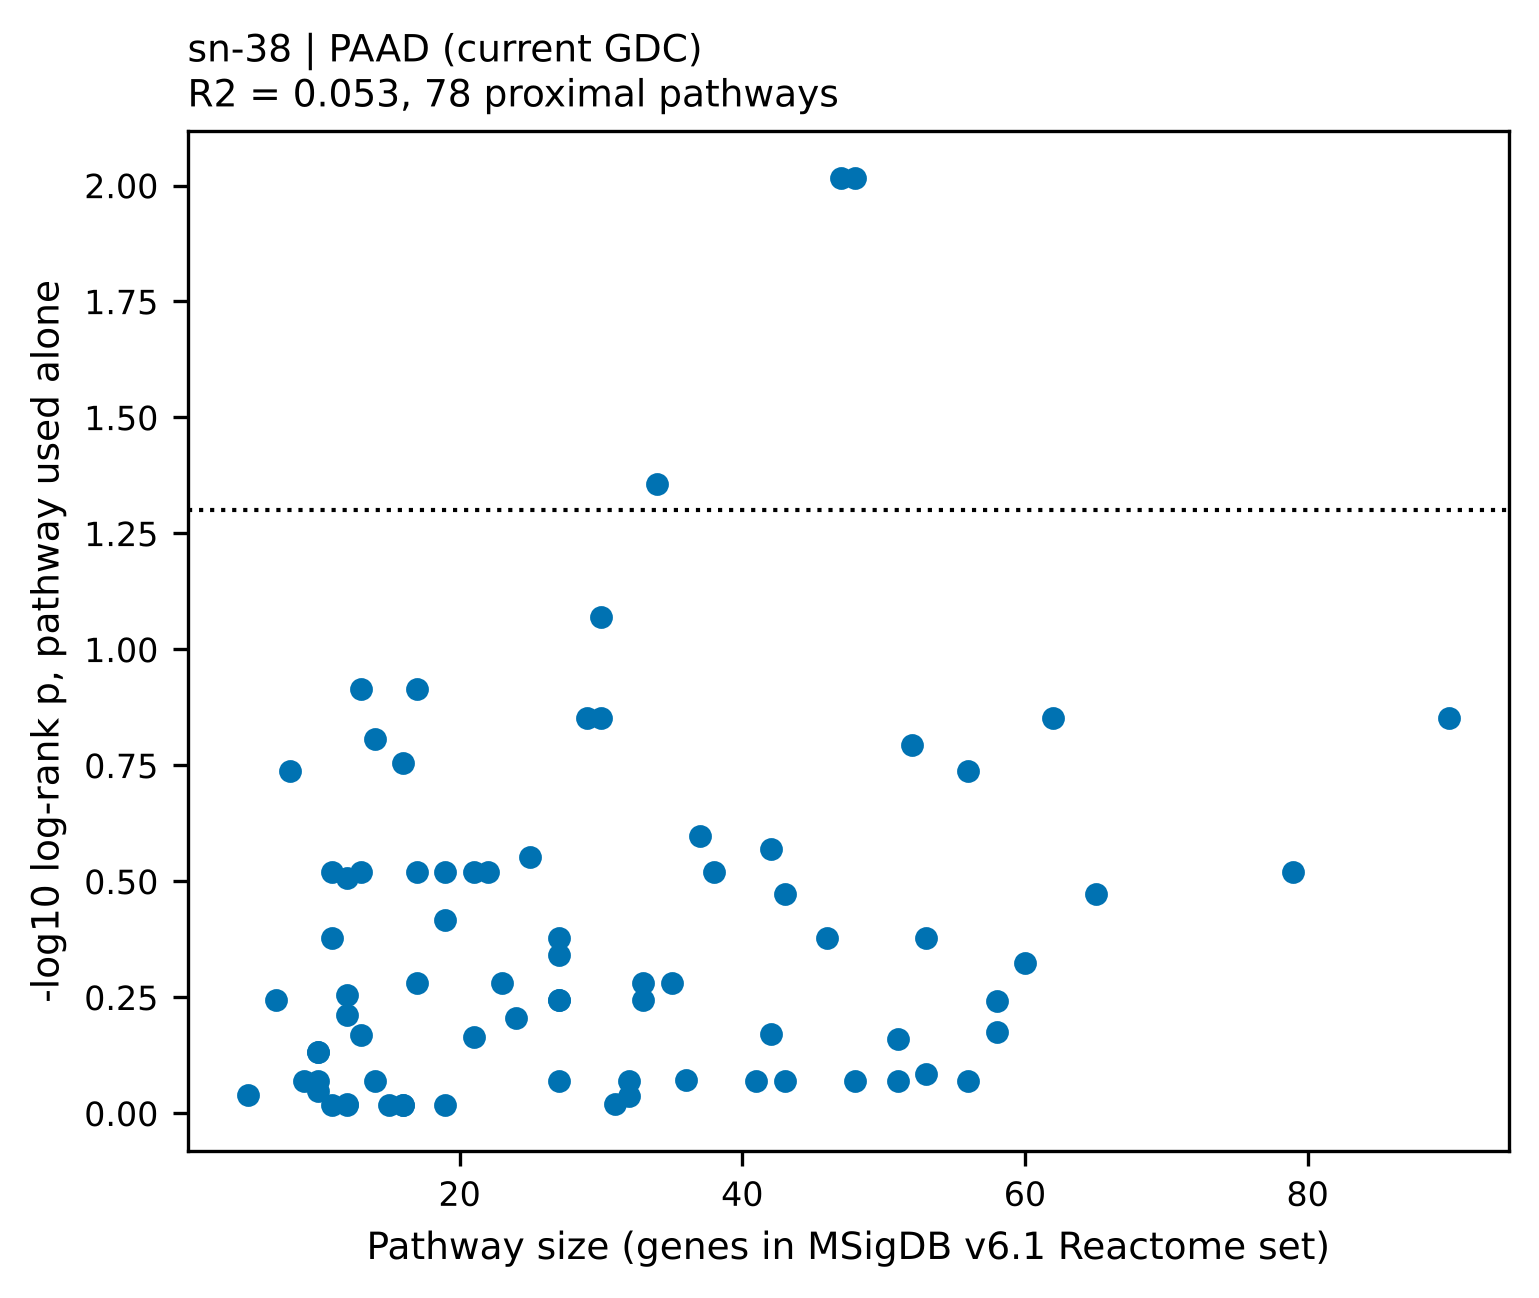 sn-38 | PAAD (current GDC)
R2 = 0.053, 78 proximal pathways
-log10 log-rank p, pathway used alone
2.00
1.75
1.50
1.25
1.00
0.75
0.50
0.25
0.00
20 40 60 80
Pathway size (genes in MSigDB v6.1 Reactome set)